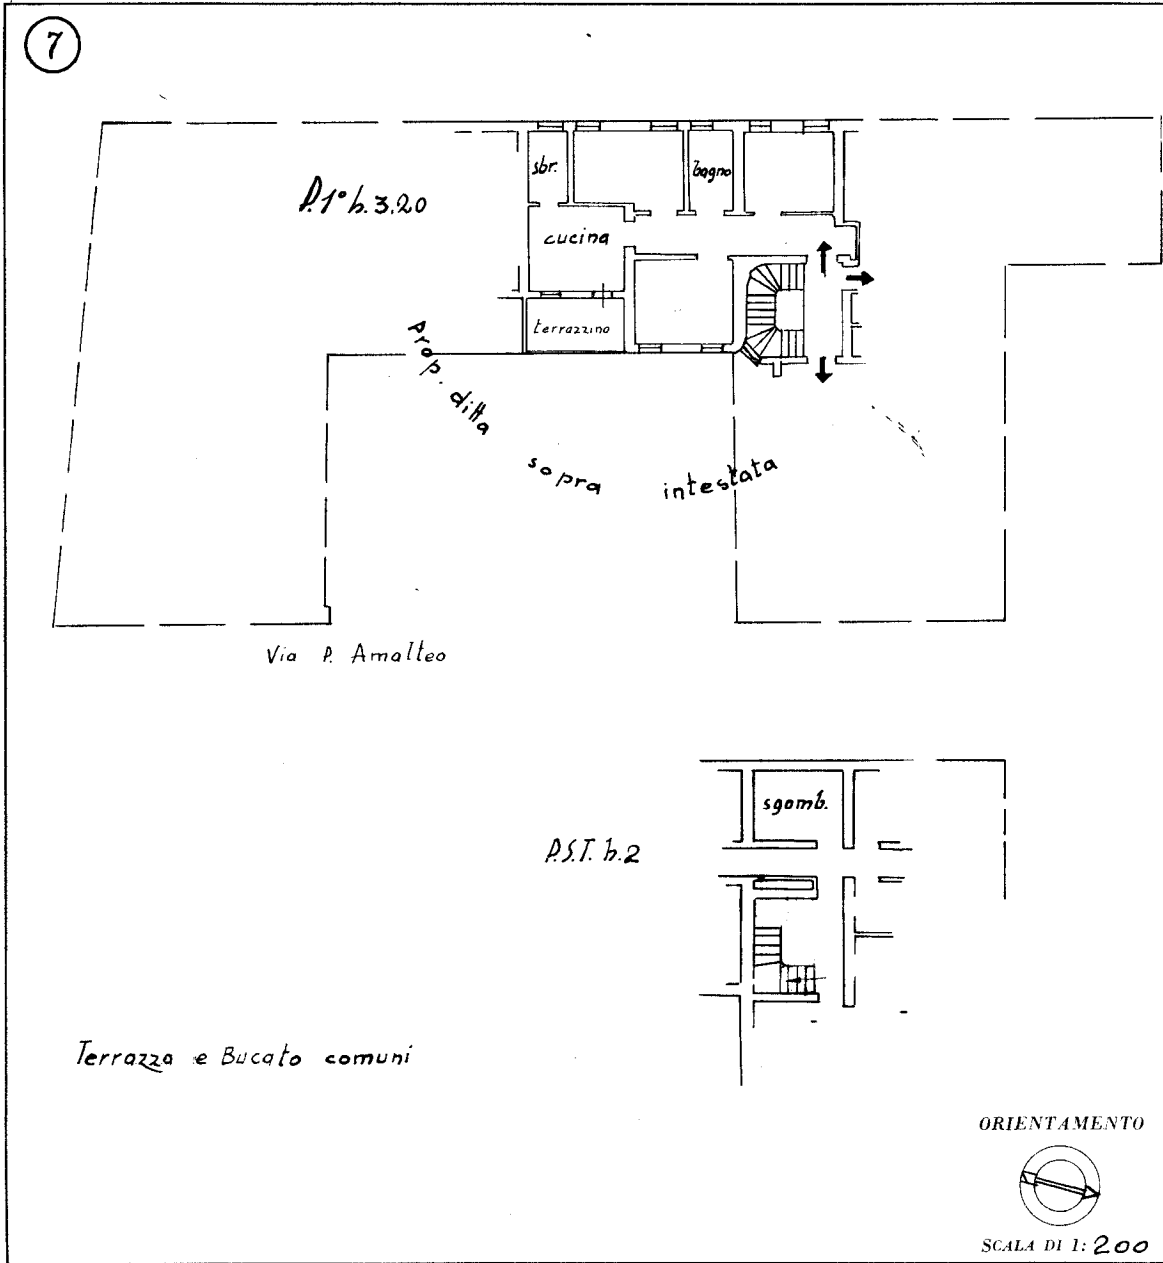 7
P.1° h.3,20
sbr.
bagno
cucina
terrazzino
Prop. ditta sopra intestata
Via P. Amalteo
sgomb.
P.S.T. h.2
Terrazza e Bucato comuni
ORIENTAMENTO
SCALA DI 1: 200